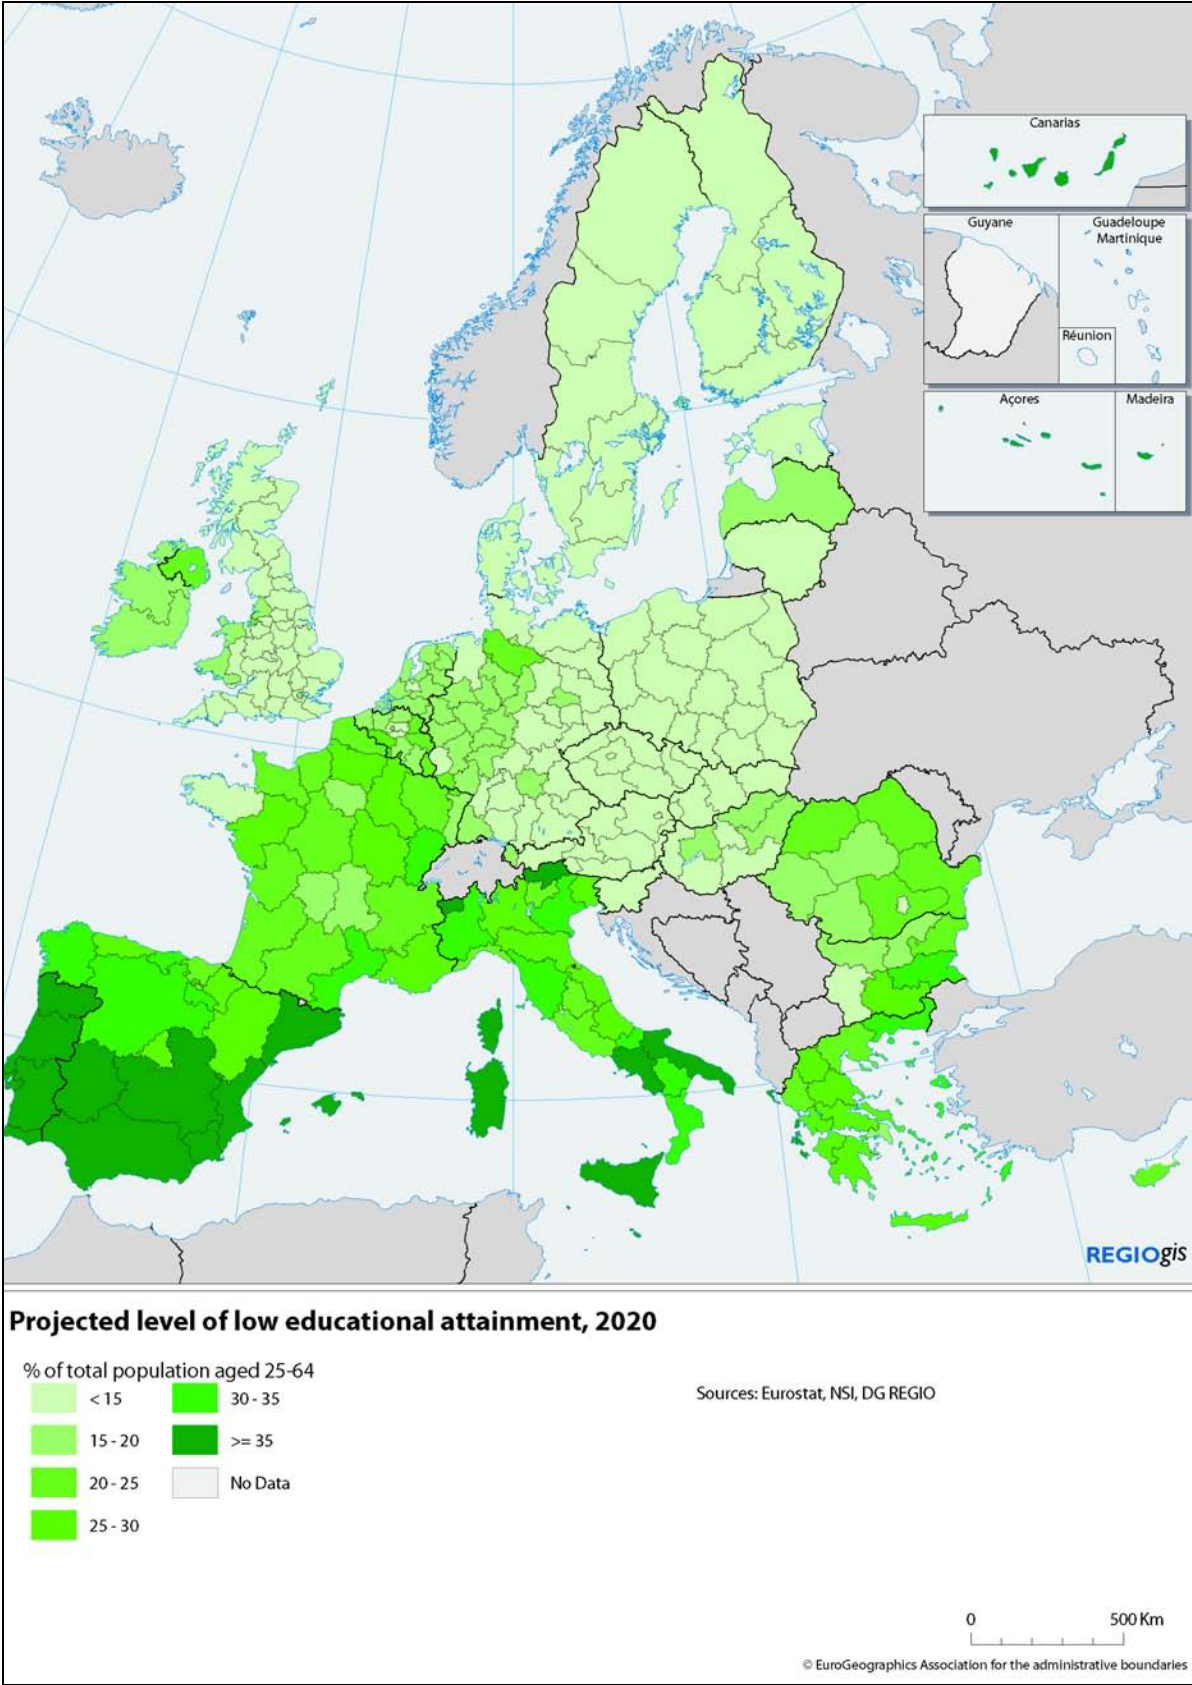 Canarias
Guyane
Guadeloupe
Martinique
Réunion
Açores
Madeira
REGIOgis
Projected level of low educational attainment, 2020
% of total population aged 25-64
< 15
15 - 20
20 - 25
25 - 30
30 - 35
>= 35
No Data
Sources: Eurostat, NSI, DG REGIO
0 500 Km
© EuroGeographics Association for the administrative boundaries